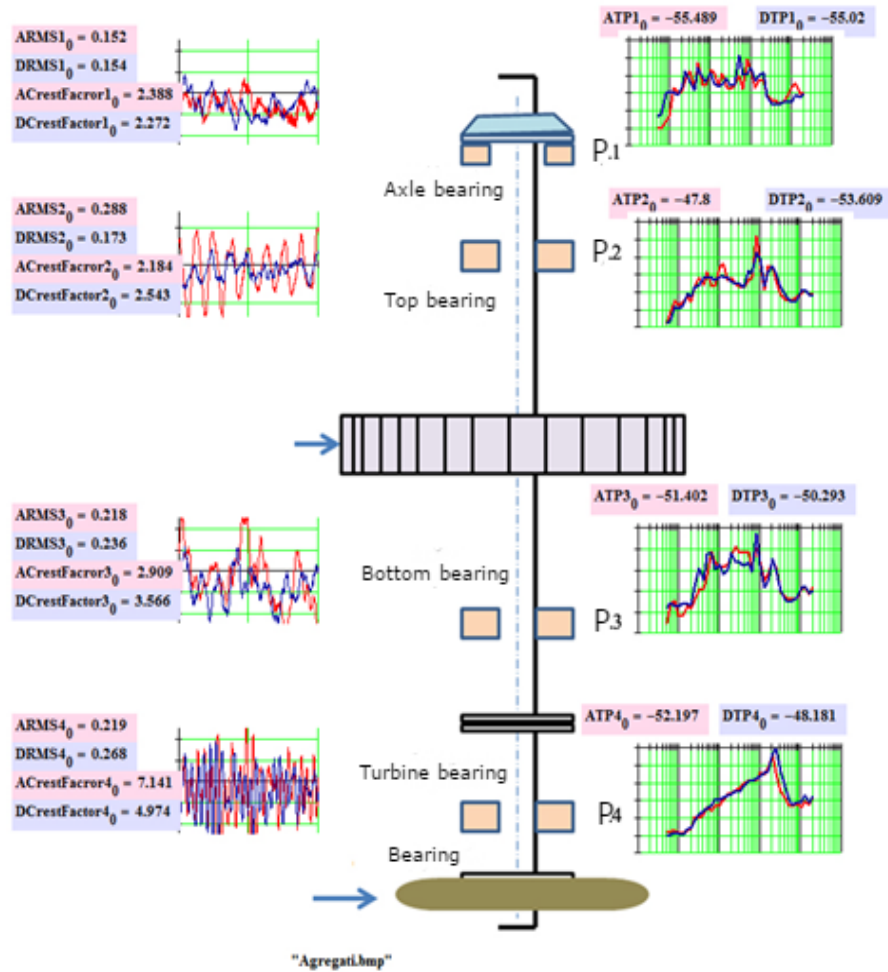 ATP1₀ = −55.489 DTP1₀ = −55.02
ARMS1₀ = 0.152
DRMS1₀ = 0.154
ACrestFacror1₀ = 2.388
DCrestFactor1₀ = 2.272
P.1
Axle bearing
ATP2₀ = −47.8 DTP2₀ = −53.609
ARMS2₀ = 0.288
DRMS2₀ = 0.173
ACrestFacror2₀ = 2.184
DCrestFactor2₀ = 2.543
P.2
Top bearing
ATP3₀ = −51.402 DTP3₀ = −50.293
ARMS3₀ = 0.218
DRMS3₀ = 0.236
ACrestFacror3₀ = 2.909
DCrestFactor3₀ = 3.566
Bottom bearing
P.3
ATP4₀ = −52.197 DTP4₀ = −48.181
ARMS4₀ = 0.219
DRMS4₀ = 0.268
ACrestFacror4₀ = 7.141
DCrestFactor4₀ = 4.974
Turbine bearing
P.4
Bearing
"Agregati.bmp"